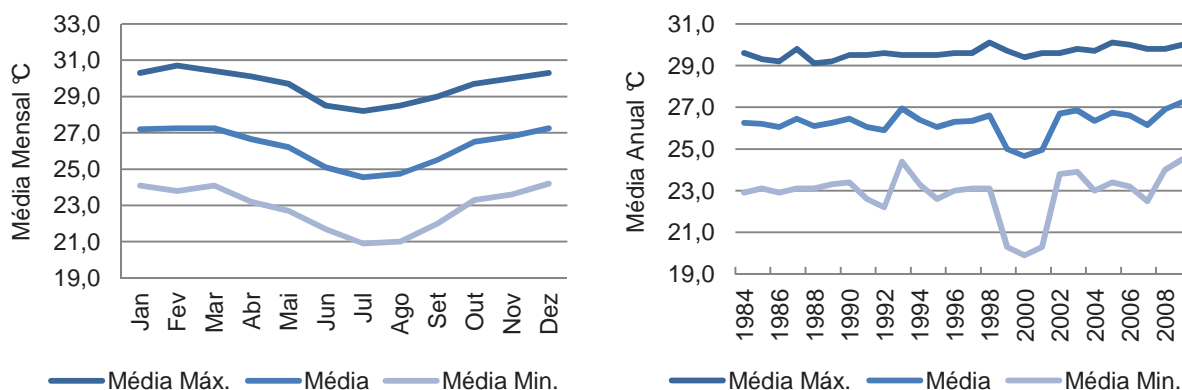 Média Mensal °C
33,0
31,0
29,0
27,0
25,0
23,0
21,0
19,0
Jan Fev Mar Abr Mai Jun Jul Ago Set Out Nov Dez
Média Máx. Média Média Min.
Média Anual °C
33,0
31,0
29,0
27,0
25,0
23,0
21,0
19,0
1984 1986 1988 1990 1992 1994 1996 1998 2000 2002 2004 2006 2008
Média Máx. Média Média Min.